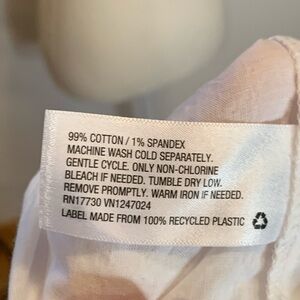 99% COTTON / 1% SPANDEX
MACHINE WASH COLD SEPARATELY.
GENTLE CYCLE. ONLY NON-CHLORINE
BLEACH IF NEEDED. TUMBLE DRY LOW.
REMOVE PROMPTLY. WARM IRON IF NEEDED.
RN17730 VN1247024
LABEL MADE FROM 100% RECYCLED PLASTIC